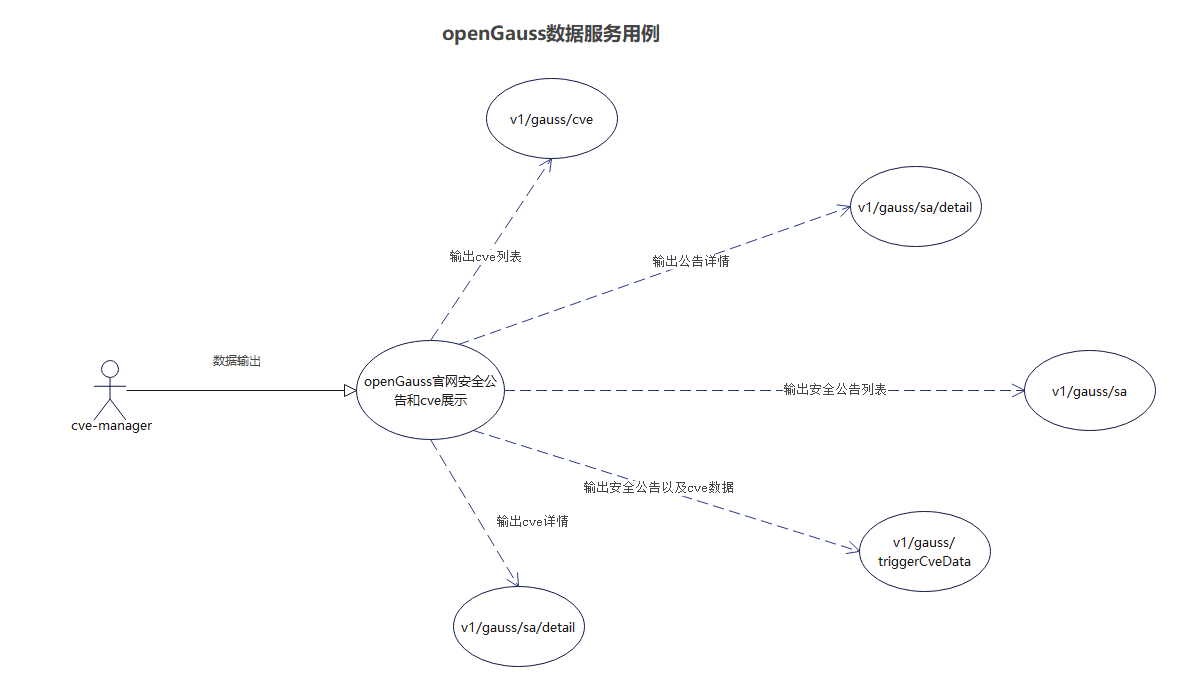 openGauss数据服务用例
v1/gauss/cve
v1/gauss/sa/detail
输出cve列表
输出公告详情
数据输出
cve-manager
openGauss官网安全公
告和cve展示
输出安全公告列表
v1/gauss/sa
输出安全公告以及cve数据
输出cve详情
v1/gauss/
triggerCveData
v1/gauss/sa/detail